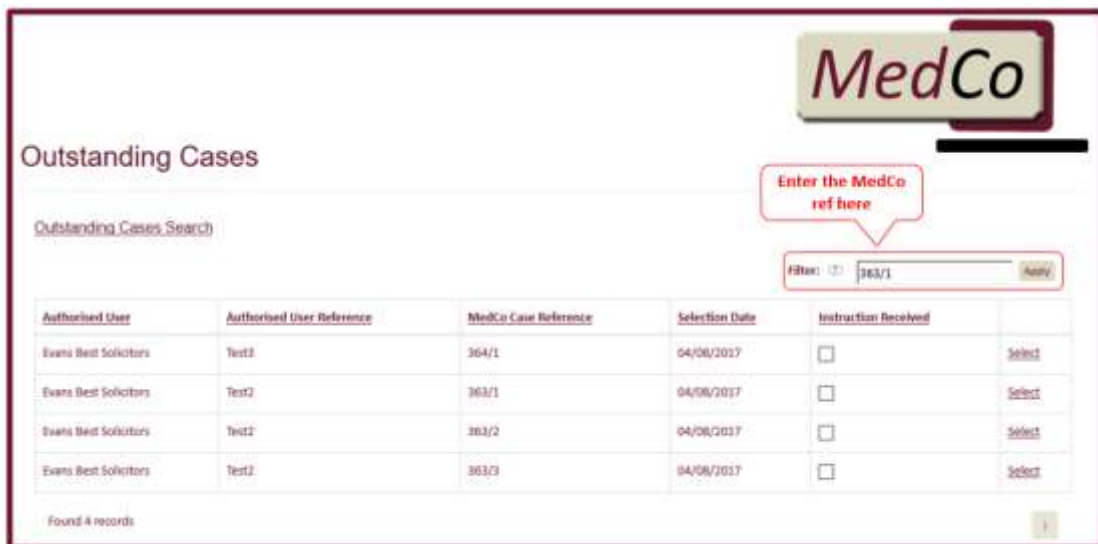 MedCo
Outstanding Cases
Enter the MedCo
ref here
Outstanding Cases Search
Filter: 363/1 Apply
Authorised User Authorised User Reference MedCo Case Reference Selection Date Instruction Received
Evans Best Solicitors Test3 364/1 04/08/2017 Select
Evans Best Solicitors Test2 363/1 04/08/2017 Select
Evans Best Solicitors Test2 363/2 04/08/2017 Select
Evans Best Solicitors Test2 363/3 04/08/2017 Select
Found 4 records